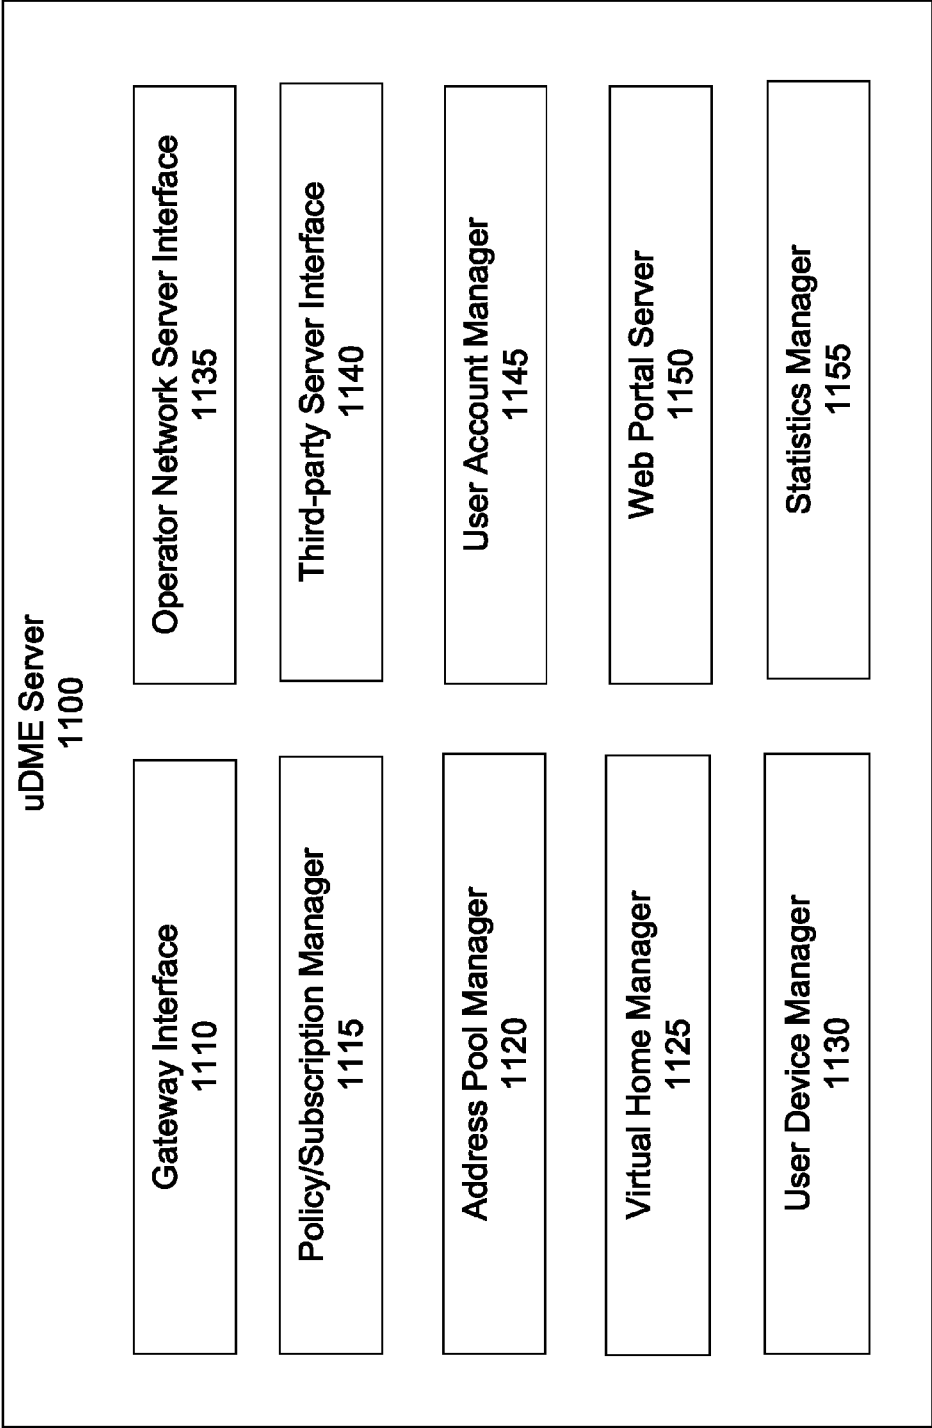 uDME Server
1100
Gateway Interface
1110
Policy/Subscription Manager
1115
Address Pool Manager
1120
Virtual Home Manager
1125
User Device Manager
1130
Operator Network Server Interface
1135
Third-party Server Interface
1140
User Account Manager
1145
Web Portal Server
1150
Statistics Manager
1155